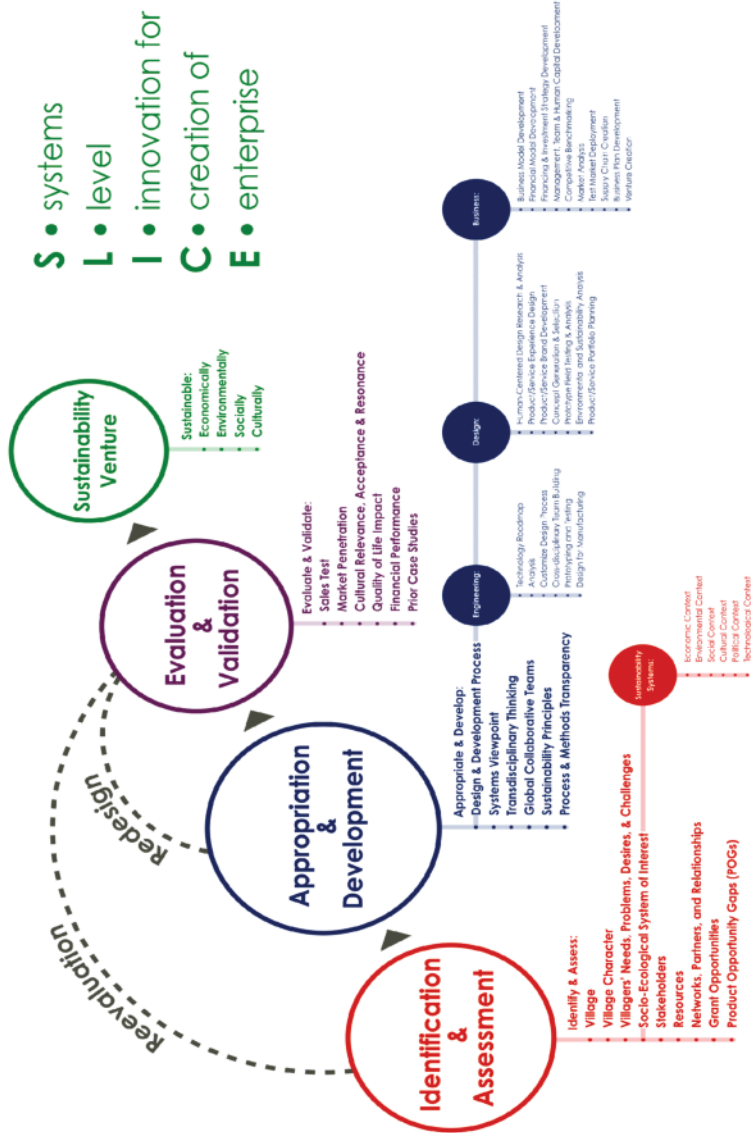 S • systems
L • level
I • innovation for
C • creation of
E • enterprise
Reevaluation
Redesign
Identification
&
Assessment
Identify & Assess:
• Village
• Village Character
• Villagers' Needs, Problems, Desires, & Challenges
• Socio-Ecological System of Interest
• Stakeholders
• Resources
• Networks, Partners, and Relationships
• Grant Opportunities
• Product Opportunity Gaps (POGs)
Sustainability
Systems:
• Economic Context
• Environmental Context
• Social Context
• Cultural Context
• Political Context
• Technological Context
Appropriation
&
Development
Appropriate & Develop:
• Design & Development Process
• Systems Viewpoint
• Transdisciplinary Thinking
• Global Collaborative Teams
• Sustainability Principles
• Process & Methods Transparency
Engineering:
• Technology Roadmap
Analysis
• Customize Design Process
• Cross-disciplinary Team Building
• Prototyping and Testing
• Design for Manufacturing
Design:
• Human-Centered Design Research & Analysis
• Product/Service Experience Design
• Product/Service Brand Development
• Concept Generation & Selection
• Prototype Field Testing & Analysis
• Environmental and Sustainability Analysis
• Product/Service Portfolio Planning
Business:
• Business Model Development
• Financial Model Development
• Financing & Investment Strategy Development
• Management, Team & Human Capital Development
• Competitive Benchmarking
• Market Analysis
• Test Market Deployment
• Supply Chain Creation
• Business Plan Development
• Venture Creation
Evaluation
&
Validation
Evaluate & Validate:
• Sales Test
• Market Penetration
• Cultural Relevance, Acceptance & Resonance
• Quality of Life Impact
• Financial Performance
• Prior Case Studies
Sustainability
Venture
Sustainable:
• Economically
• Environmentally
• Socially
• Culturally